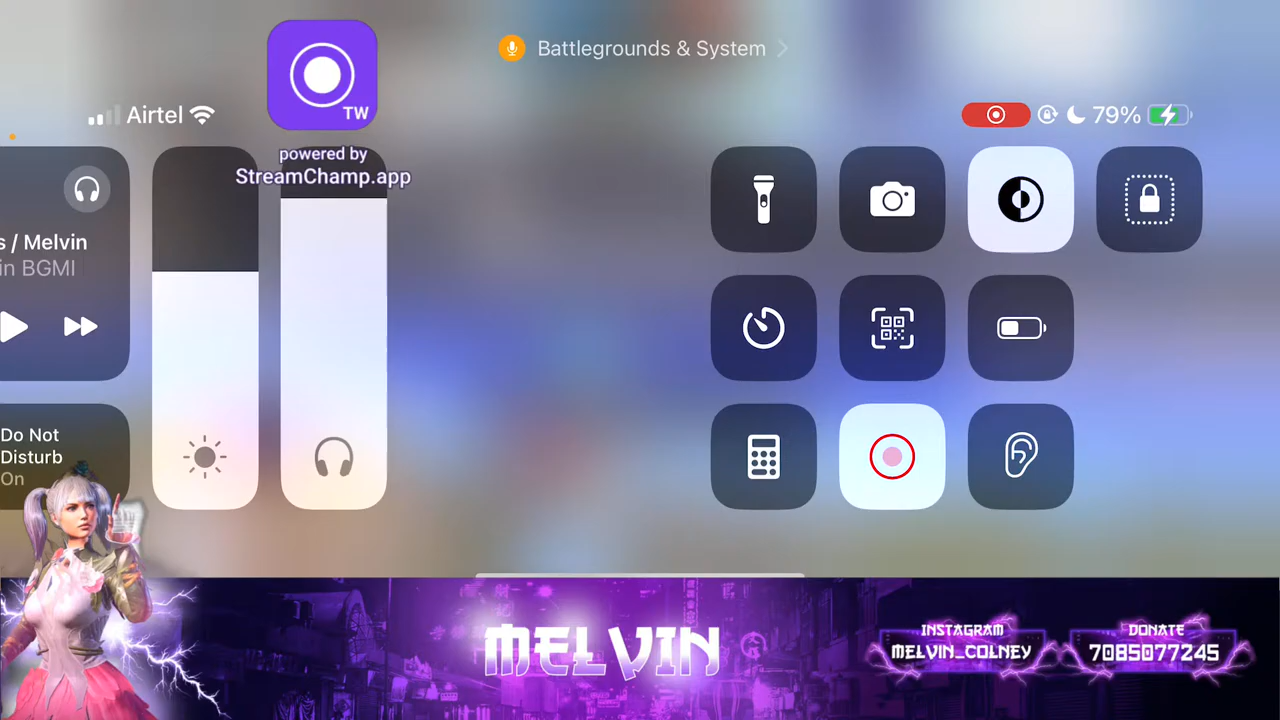 Battlegrounds & System
TW
Airtel
79%
powered by
StreamChamp.app
s / Melvin
in BGMI
Do Not
Disturb
On
MELVIN
INSTAGRAM
MELVIN_COLNEY
DONATE
7085077245